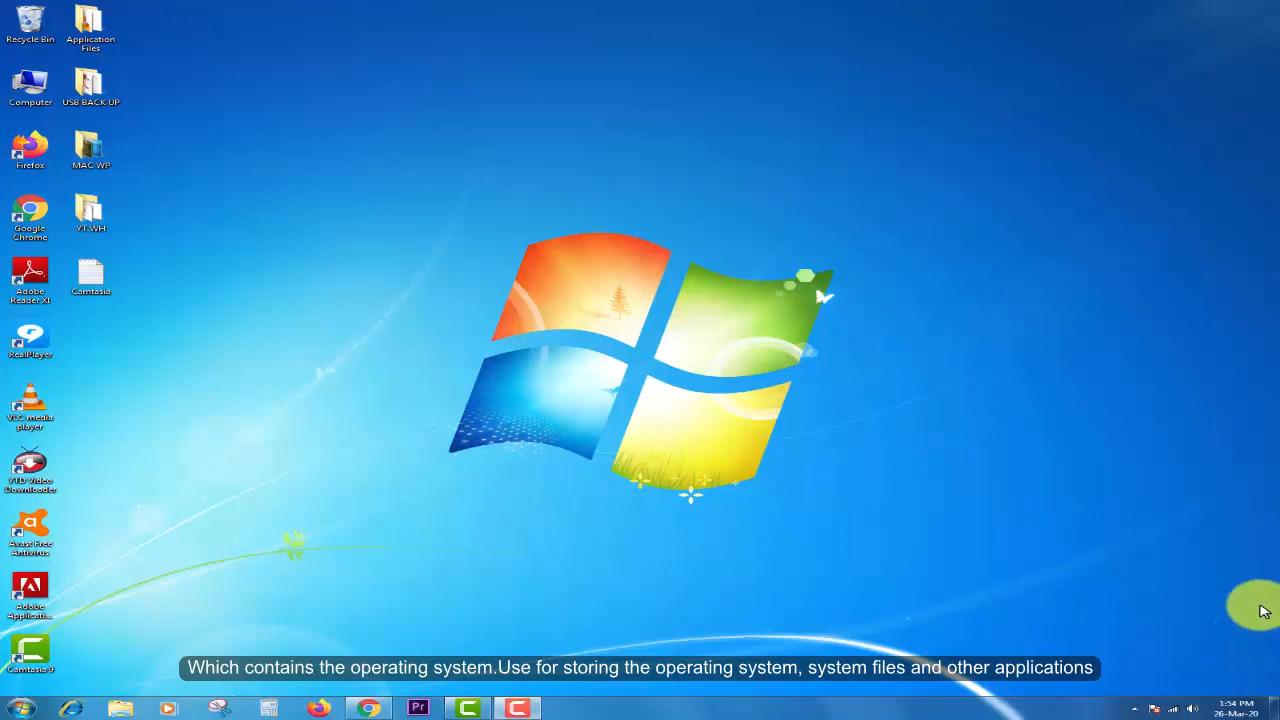 Recycle Bin
Application
Files
Computer
USB BACK UP
Firefox
MAC WP
Google
Chrome
YT WH
Adobe
Reader XI
Camtasia
RealPlayer
VLC media
player
YTD Video
Downloader
Avast Free
Antivirus
Adobe
Applicati...
Camtasia 9
Which contains the operating system.Use for storing the operating system, system files and other applications
Pr
1:54 PM
26-Mar-20